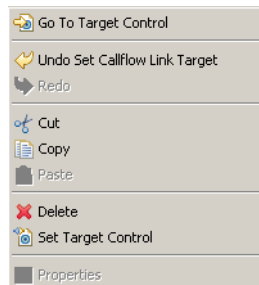 Go To Target Control
Undo Set Callflow Link Target
Redo
Cut
Copy
Paste
Delete
Set Target Control
Properties